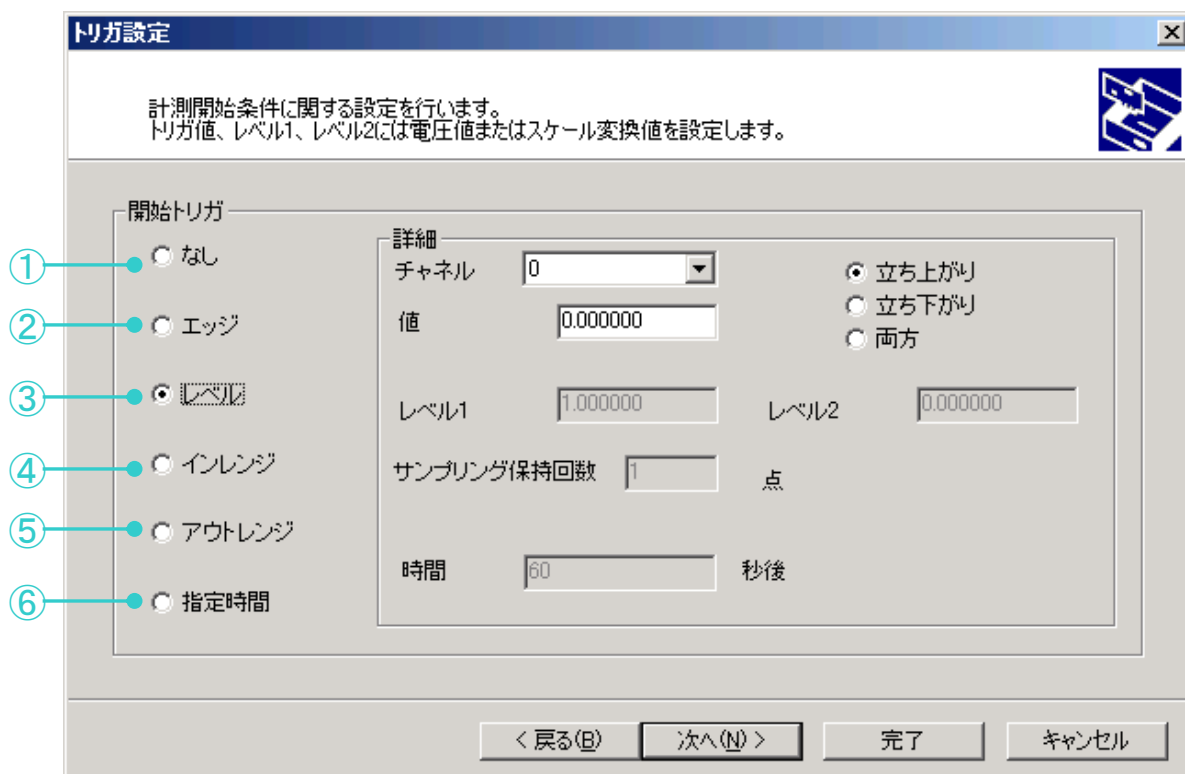 トリガ設定
計測開始条件に関する設定を行います。
トリガ値、レベル1、レベル2には電圧値またはスケール変換値を設定します。
開始トリガ
① なし
② エッジ
③ レベル
④ インレンジ
⑤ アウトレンジ
⑥ 指定時間
詳細
チャネル 0
値 0.000000
立ち上がり
立ち下がり
両方
レベル1 1.000000 レベル2 0.000000
サンプリング保持回数 1 点
時間 60 秒後
< 戻る(B) 次へ(N) > 完了 キャンセル